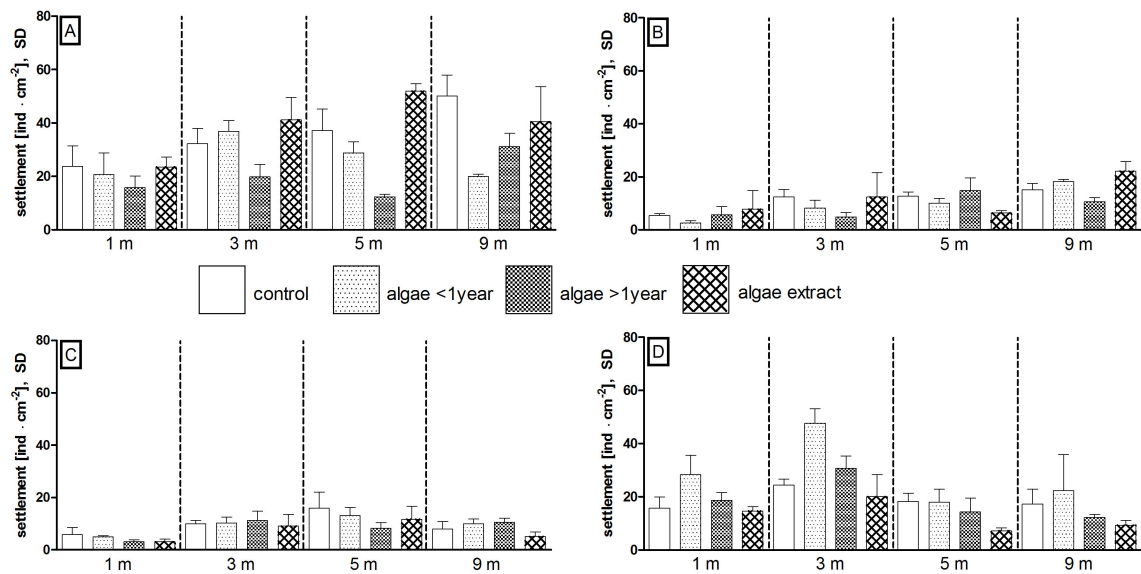 A
settlement [ind · cm-2], SD
80
60
40
20
0
1 m 3 m 5 m 9 m
B
settlement [ind · cm-2], SD
80
60
40
20
0
1 m 3 m 5 m 9 m
control algae <1year algae >1year algae extract
C
settlement [ind · cm-2], SD
80
60
40
20
0
1 m 3 m 5 m 9 m
D
settlement [ind · cm-2], SD
80
60
40
20
0
1 m 3 m 5 m 9 m